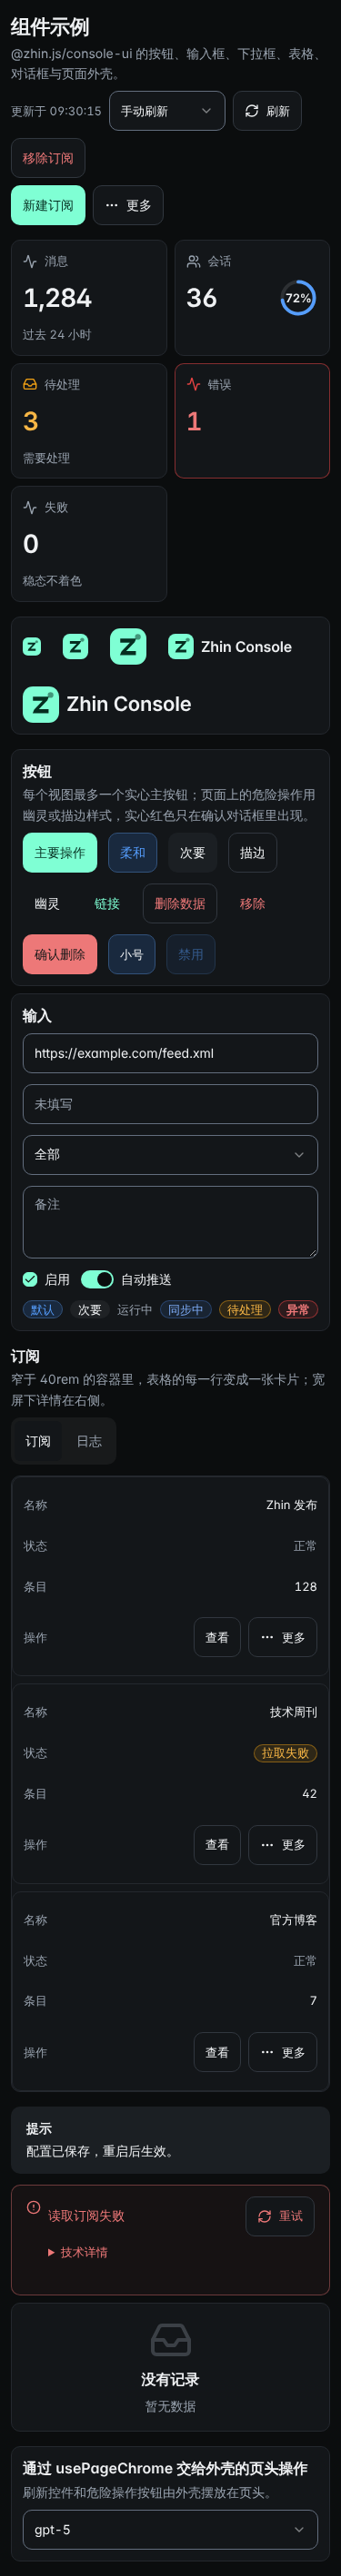 组件示例
@zhin.js/console-ui 的按钮、输入框、下拉框、表格、
对话框与页面外壳。
更新于 09:30:15 手动刷新 刷新
移除订阅
新建订阅 更多
消息 会话
1,284 36 72%
过去 24 小时
待处理 错误
3 1
需要处理
失败
0
稳态不着色
Z Z Z Z Zhin Console
Z Zhin Console
按钮
每个视图最多一个实心主按钮；页面上的危险操作用
幽灵或描边样式，实心红色只在确认对话框里出现。
主要操作 柔和 次要 描边
幽灵 链接 删除数据 移除
确认删除 小号 禁用
输入
https://example.com/feed.xml
未填写
全部
备注
启用 自动推送
默认 次要 运行中 同步中 待处理 异常
订阅
窄于 40rem 的容器里，表格的每一行变成一张卡片；宽
屏下详情在右侧。
订阅 日志
名称 Zhin 发布
状态 正常
条目 128
操作 查看 更多
名称 技术周刊
状态 拉取失败
条目 42
操作 查看 更多
名称 官方博客
状态 正常
条目 7
操作 查看 更多
提示
配置已保存，重启后生效。
读取订阅失败 重试
技术详情
没有记录
暂无数据
通过 usePageChrome 交给外壳的页头操作
刷新控件和危险操作按钮由外壳摆放在页头。
gpt-5